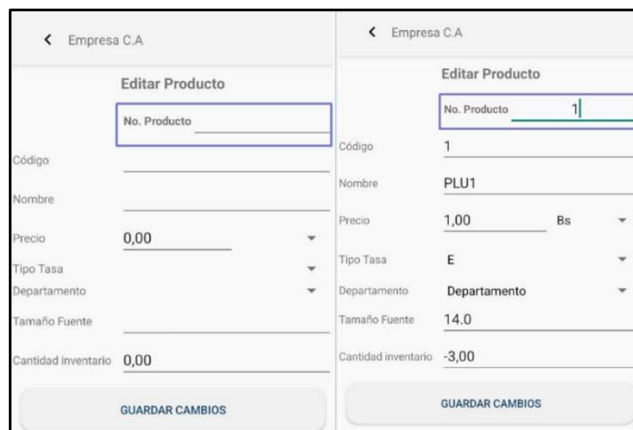 Empresa C.A
Editar Producto
No. Producto
Código
Nombre
Precio 0,00
Tipo Tasa
Departamento
Tamaño Fuente
Cantidad inventario 0,00
GUARDAR CAMBIOS
Empresa C.A
Editar Producto
No. Producto 1
Código 1
Nombre PLU1
Precio 1,00 Bs
Tipo Tasa E
Departamento Departamento
Tamaño Fuente 14.0
Cantidad inventario -3,00
GUARDAR CAMBIOS